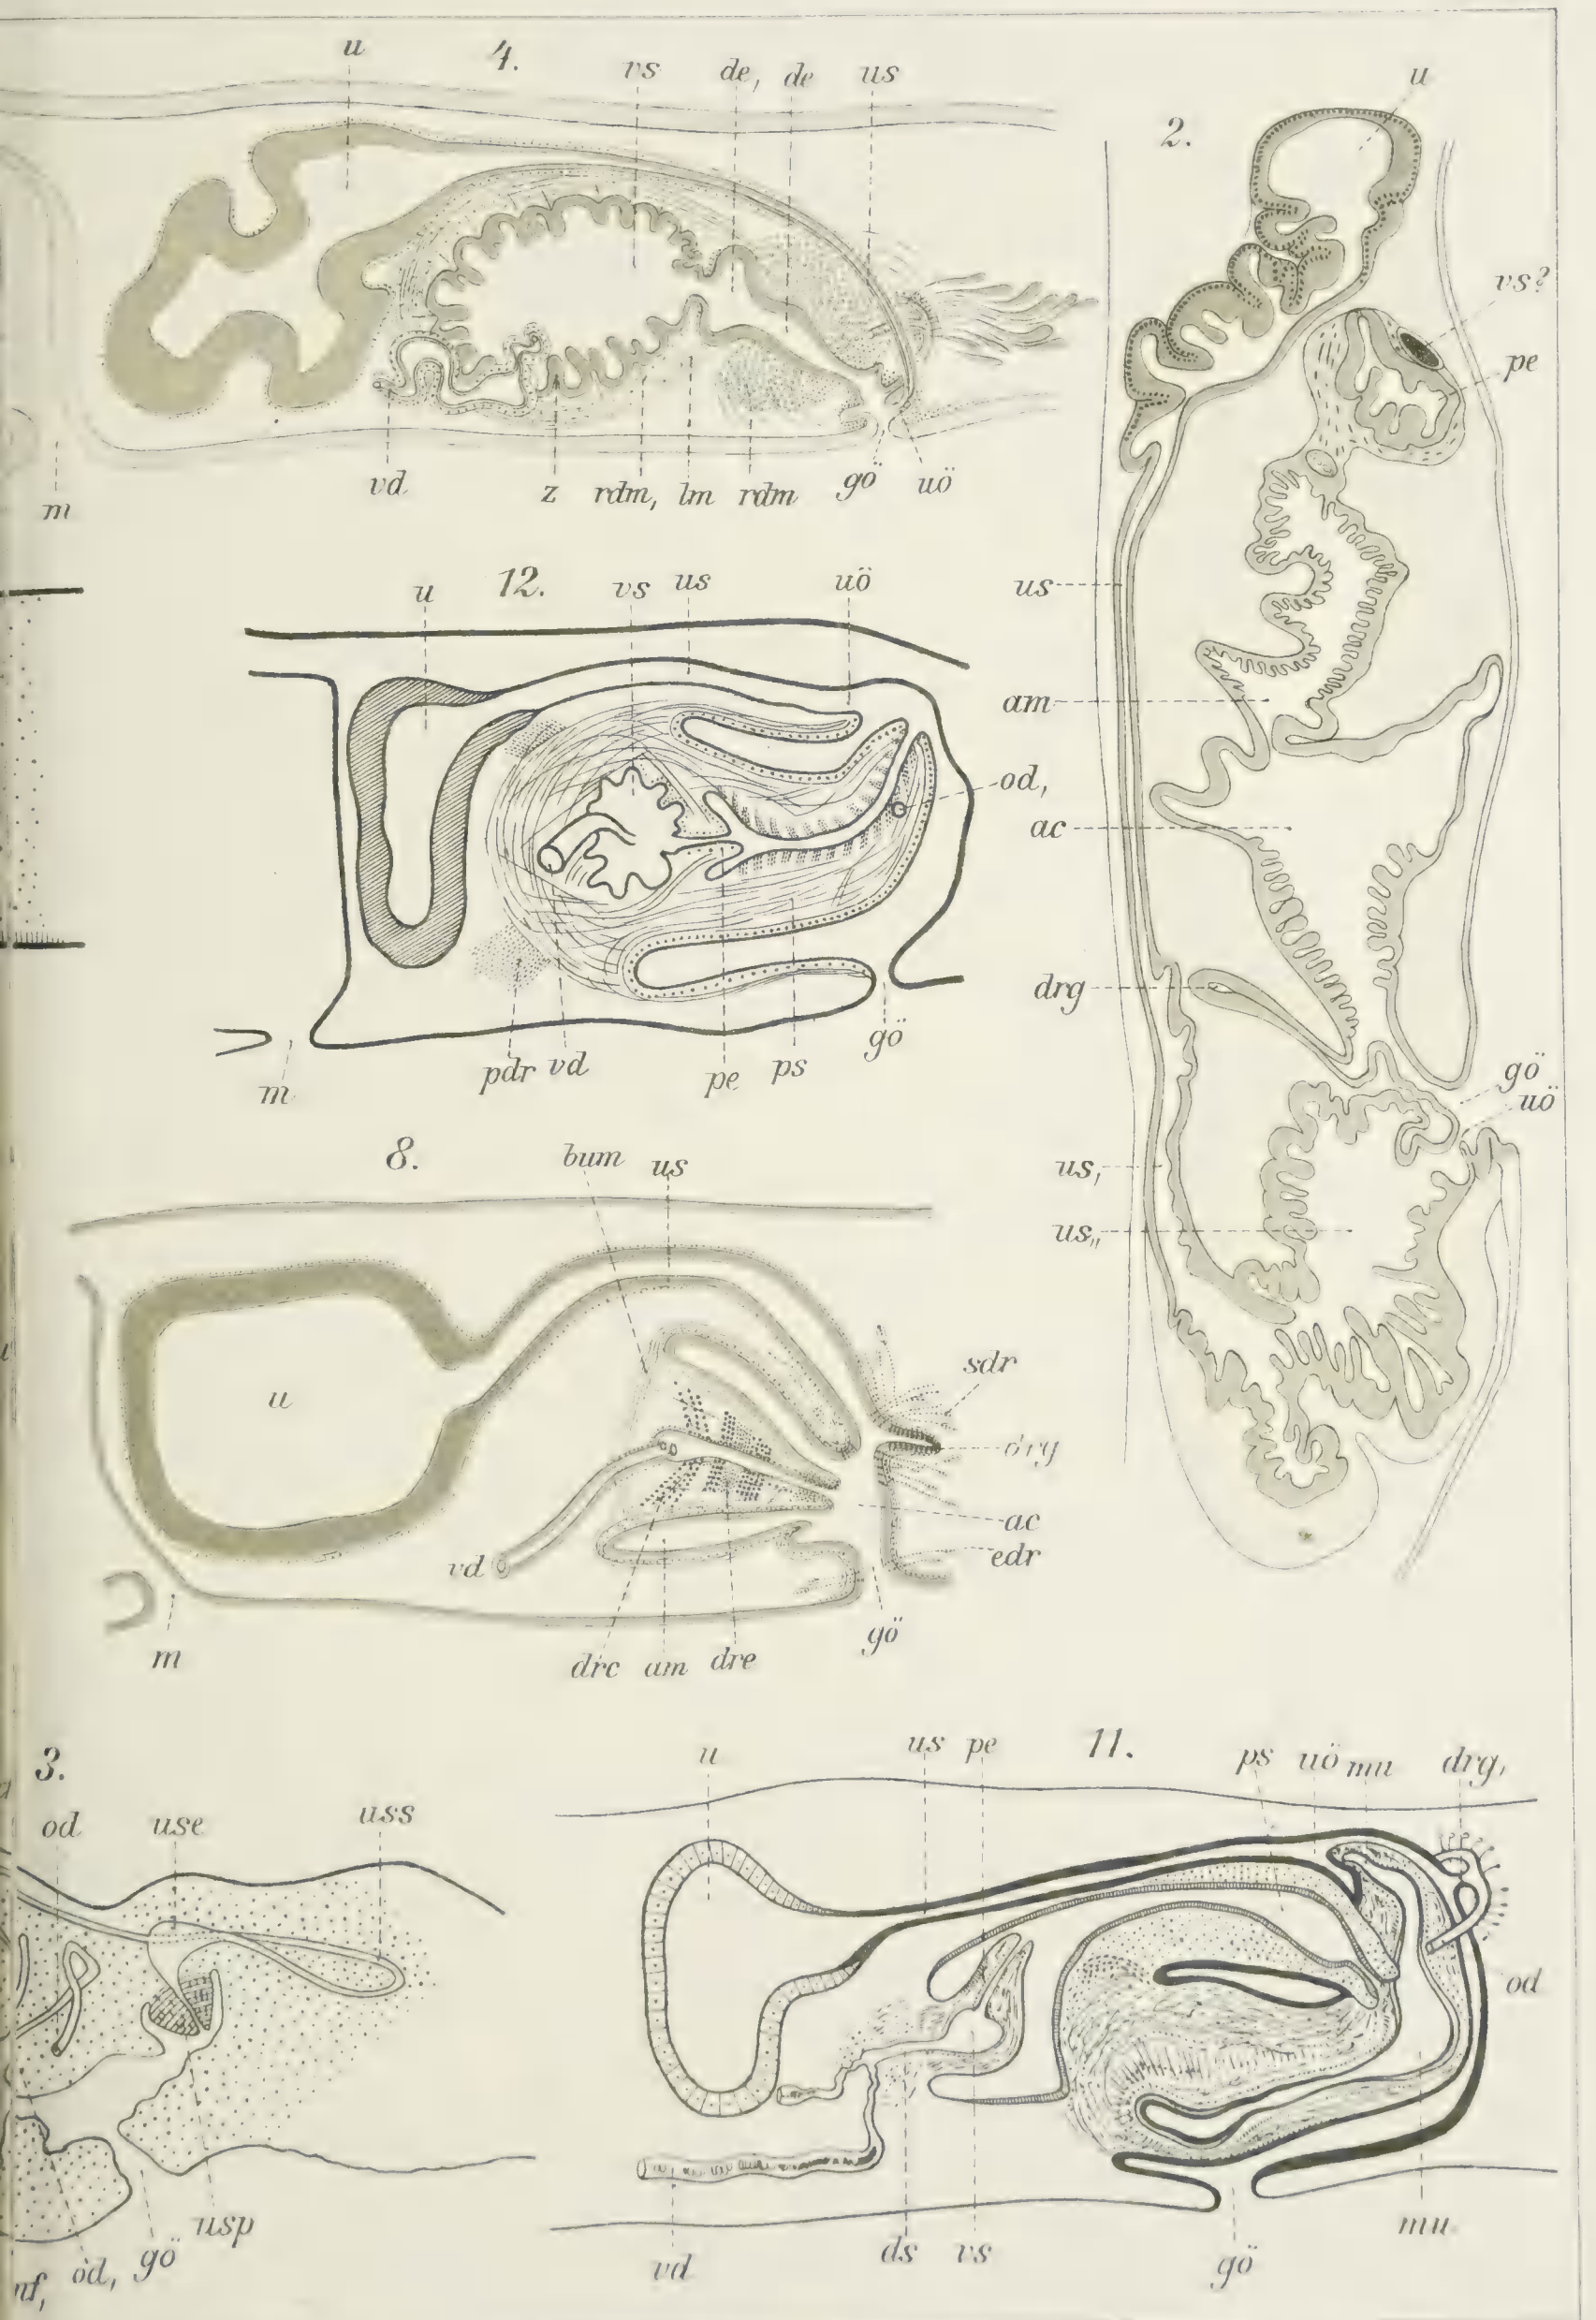 u 4. vs de, de us
vd z rdm, lm rdm gö uö
m
2. u
vs?
pe
us
am
ac
drg
gö
uö
us,
us,,
u 12. vs us uö
od,
m pdr vd pe ps gö
8. bum us
u
sdr
drg
ac
edr
vd
m drc am dre gö
3.
od use uss
usp
nf, od, gö
u us pe 11. ps uö mu drg,
od
vd ds vs gö mu